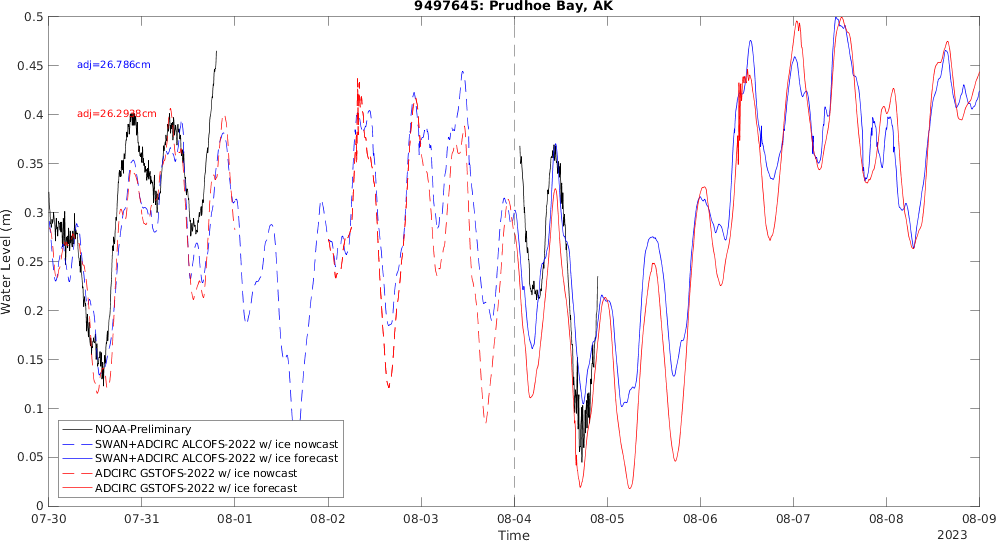 9497645: Prudhoe Bay, AK
0.5
0.45
0.4
0.35
0.3
0.25
0.2
0.15
0.1
0.05
0
Water Level (m)
adj=26.786cm
adj=26.2928cm
NOAA-Preliminary
SWAN+ADCIRC ALCOFS-2022 w/ ice nowcast
SWAN+ADCIRC ALCOFS-2022 w/ ice forecast
ADCIRC GSTOFS-2022 w/ ice nowcast
ADCIRC GSTOFS-2022 w/ ice forecast
07-30 07-31 08-01 08-02 08-03 08-04 08-05 08-06 08-07 08-08 08-09
Time
2023